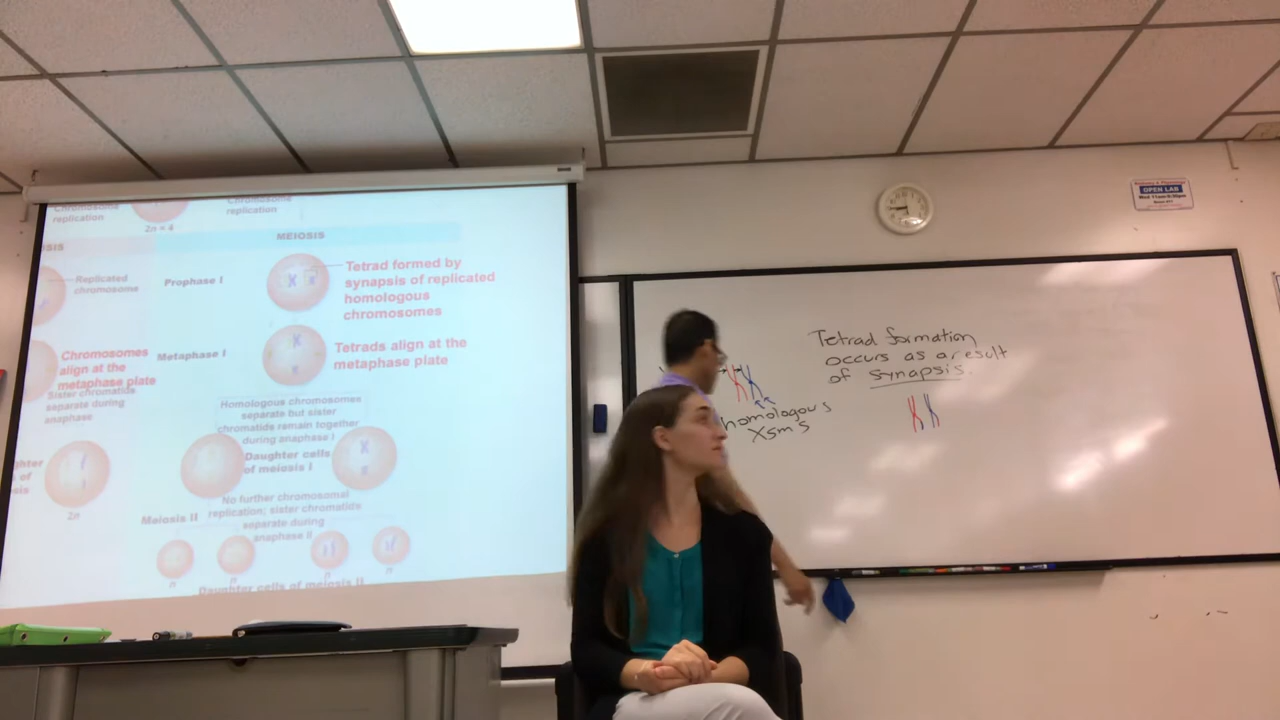 Chromosome
replication
2n = 4
Chromosome
replication
SIS
MEIOSIS
Replicated
chromosome
Prophase I
Tetrad formed by
synapsis of replicated
homologous
chromosomes
Chromosomes
align at the
metaphase plate
Metaphase I
Tetrads align at the
metaphase plate
Sister chromatids
separate during
anaphase
Homologous chromosomes
separate but sister
chromatids remain together
during anaphase I
Daughter cells
of meiosis I
ghter
s of
sis
2n
No further chromosomal
replication; sister chromatids
separate during
anaphase II
Meiosis II
n
n
n
n
Daughter cells of meiosis II
homologous
Xsm's
Tetrad formation
occurs as a result
of synapsis.
OPEN LAB